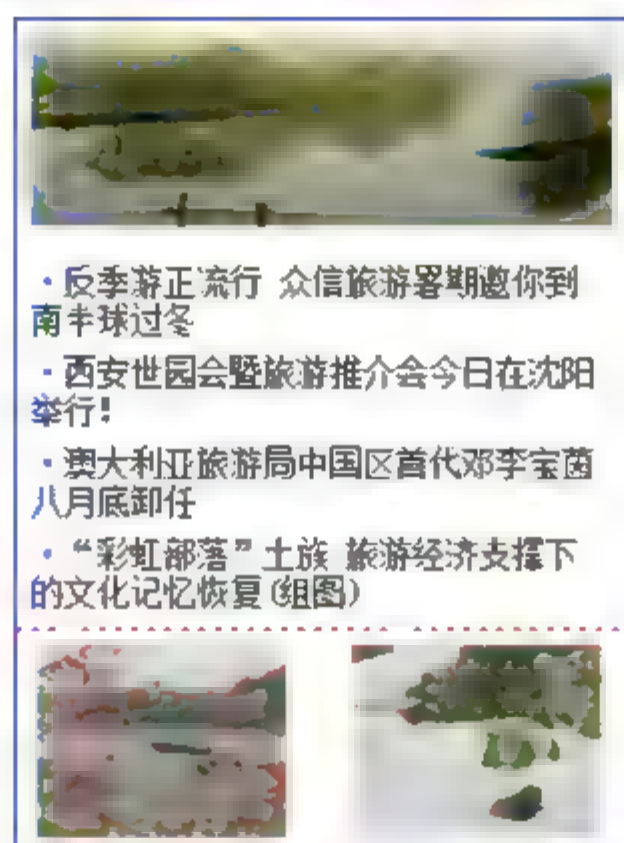 ·反季游正流行 众信旅游署期邀你到
南半球过冬
·西安世园会暨旅游推介会今日在沈阳
举行！
·澳大利亚旅游局中国区首代邓李宝茵
八月底卸任
·“彩虹部落”土族 旅游经济支撑下
的文化记忆恢复(组图)